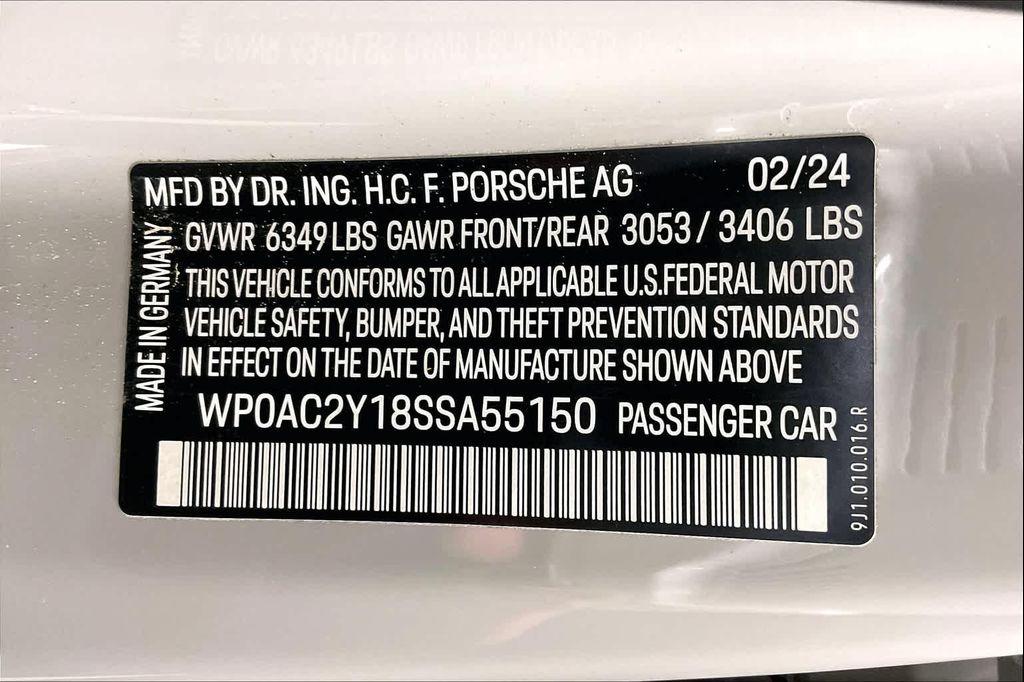 MFD BY DR. ING. H.C. F. PORSCHE AG 02/24
GVWR 6349 LBS GAWR FRONT/REAR 3053 / 3406 LBS
THIS VEHICLE CONFORMS TO ALL APPLICABLE U.S. FEDERAL MOTOR
VEHICLE SAFETY, BUMPER, AND THEFT PREVENTION STANDARDS
IN EFFECT ON THE DATE OF MANUFACTURE SHOWN ABOVE
WP0AC2Y18SSA55150 PASSENGER CAR
MADE IN GERMANY
9J1.010.016.R